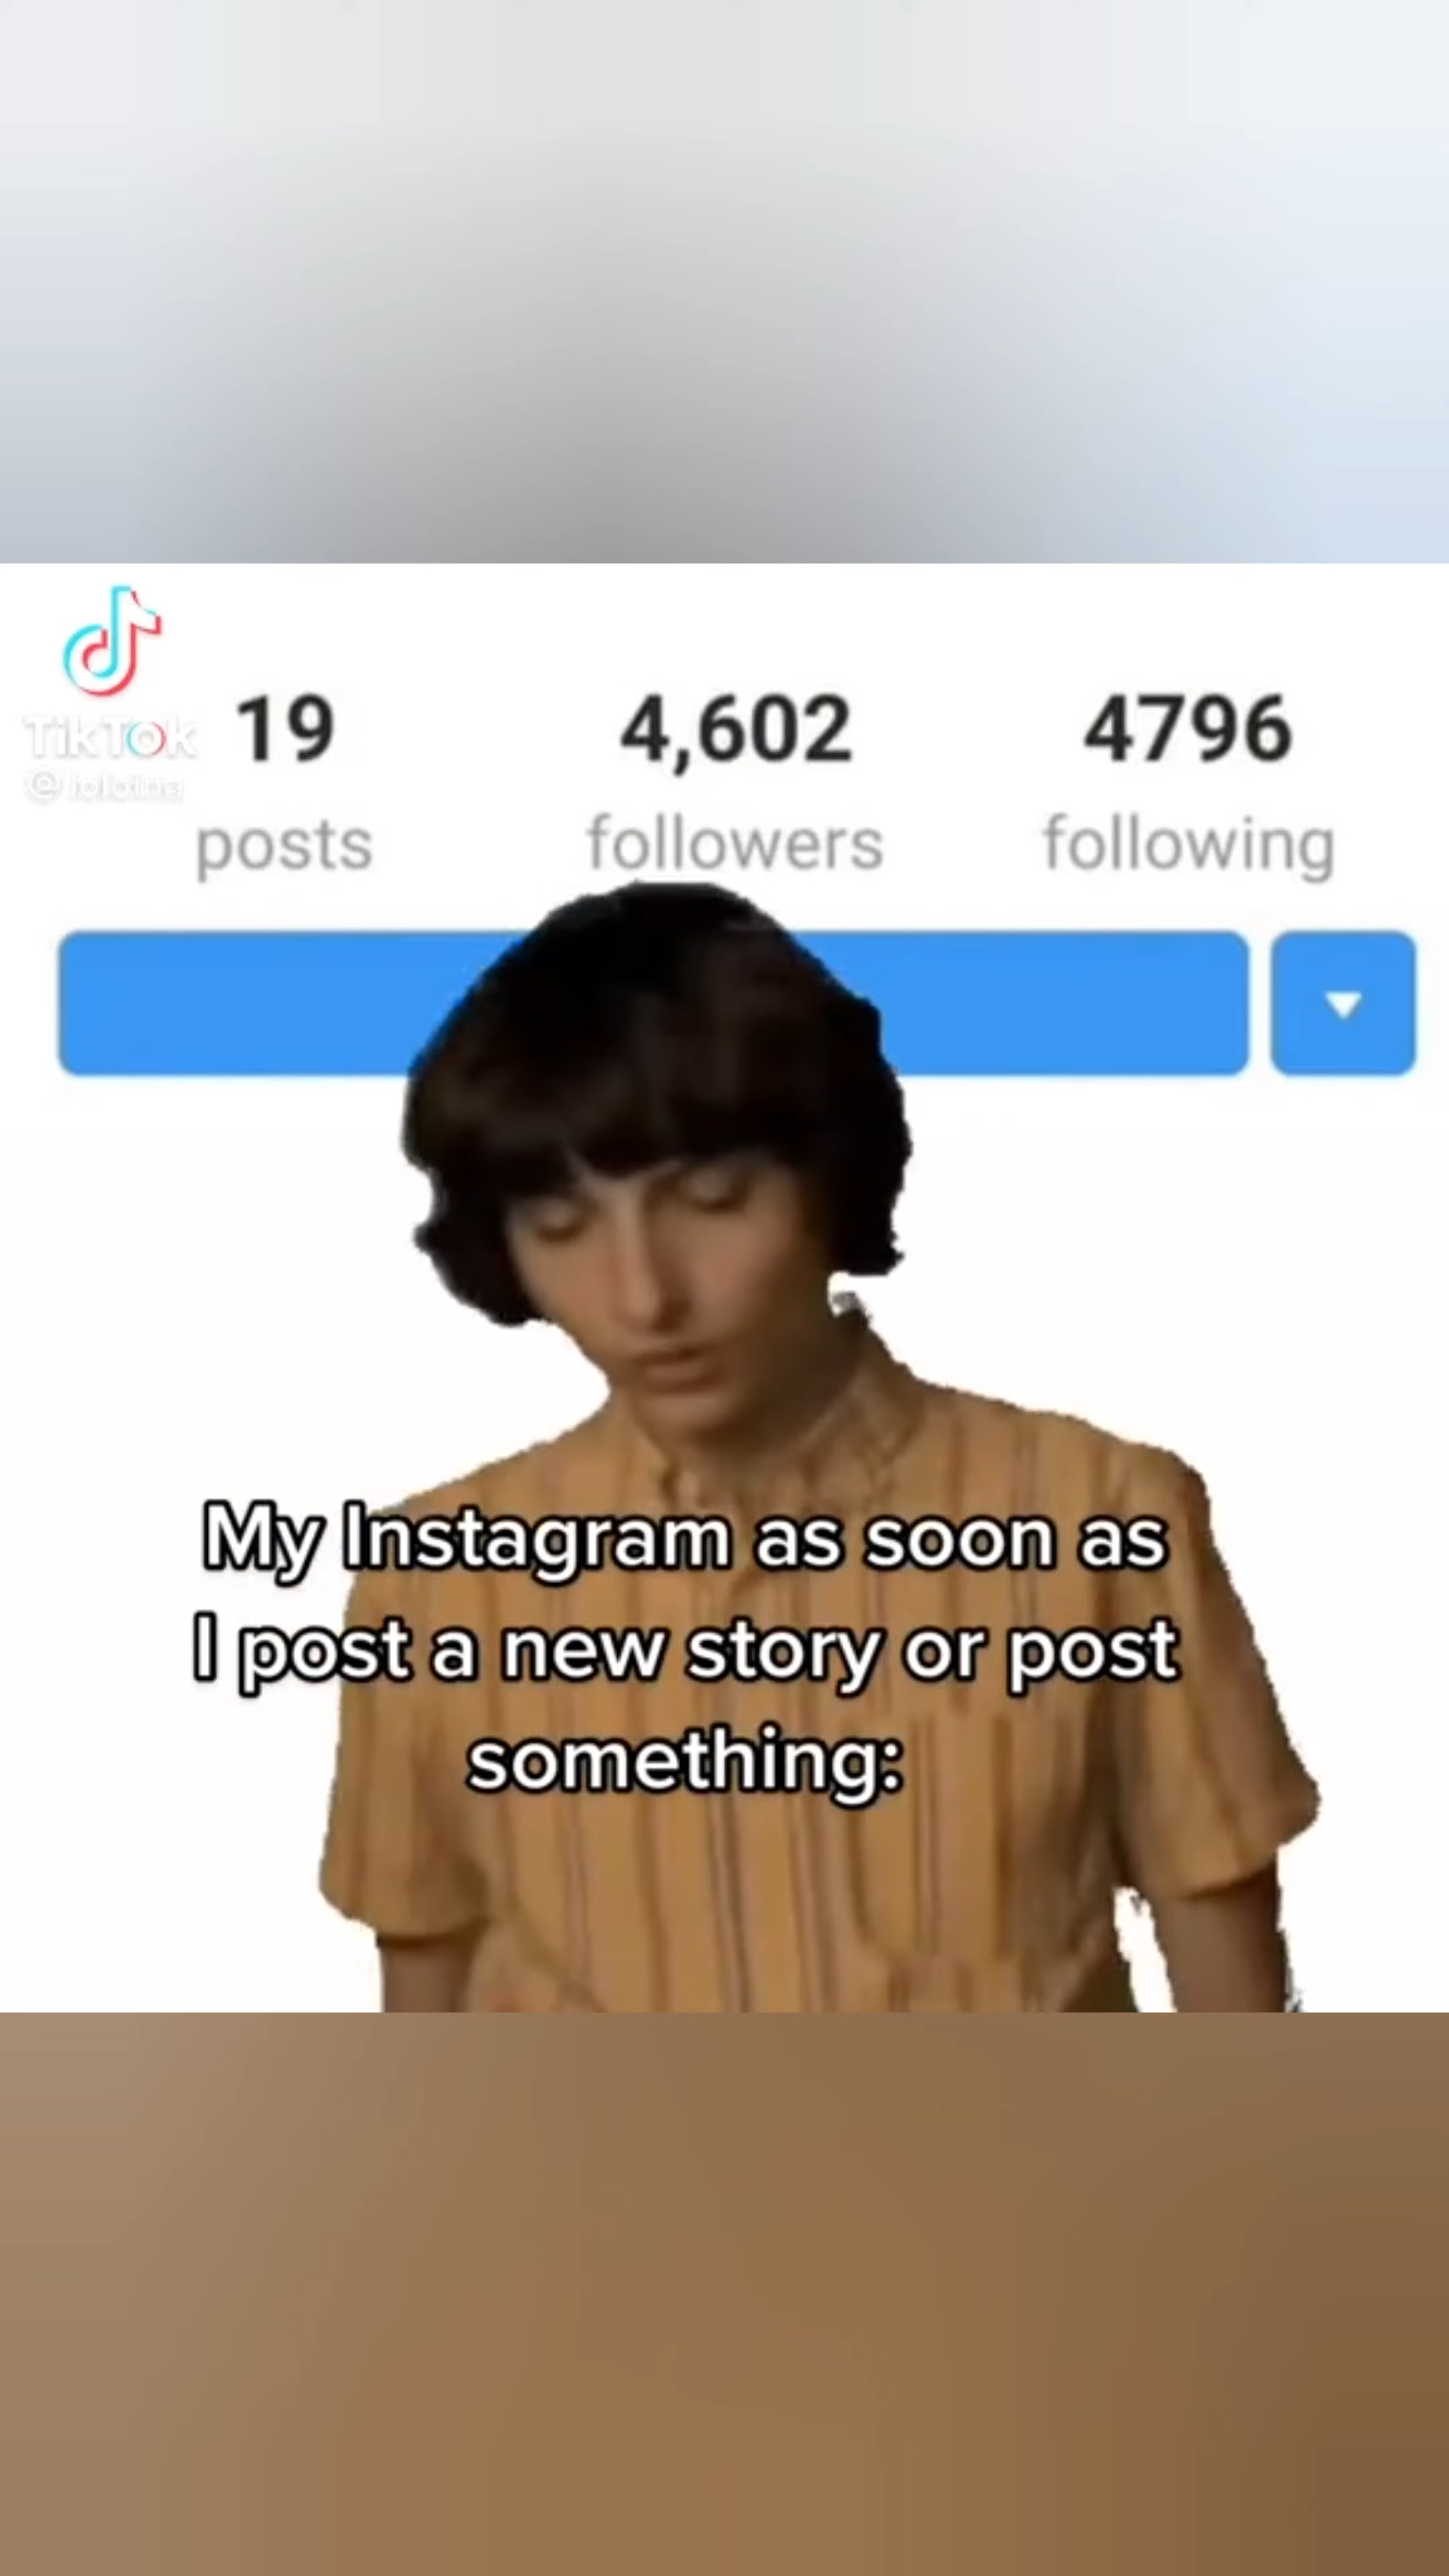 TikTok
19 4,602 4796
posts followers following
My Instagram as soon as
I post a new story or post
something: